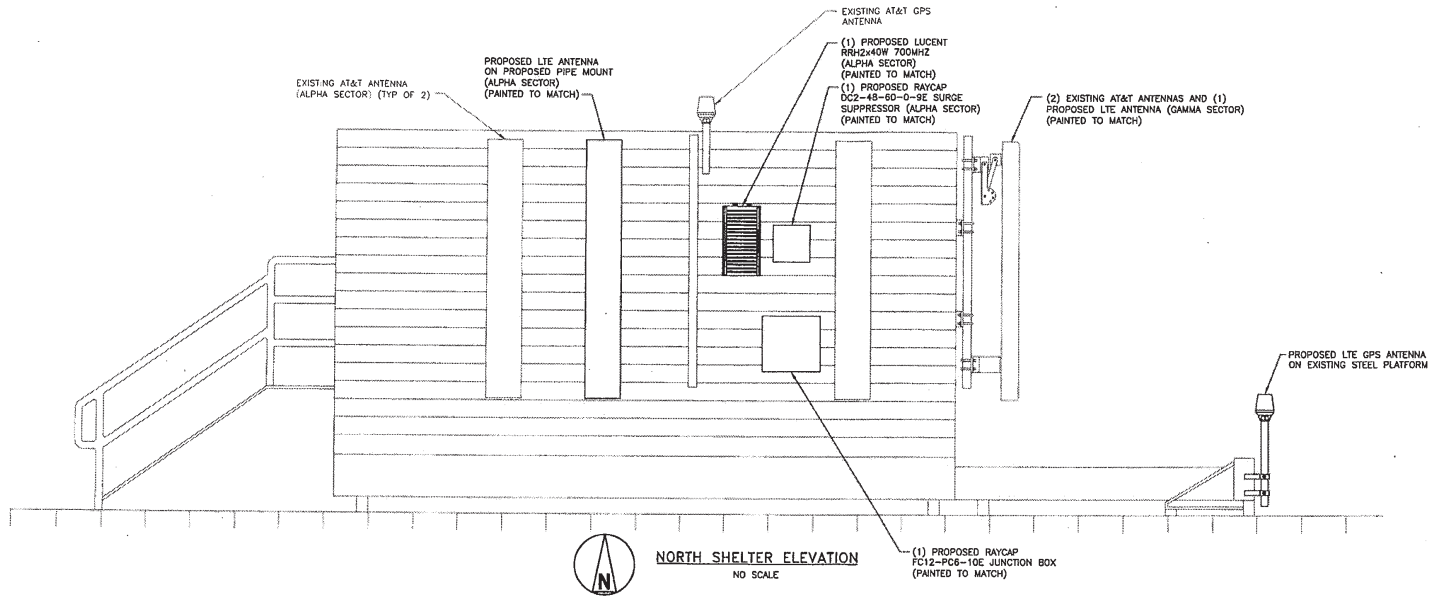 EXISTING AT&T GPS
ANTENNA
(1) PROPOSED LUCENT
RRH2x40W 700MHZ
(ALPHA SECTOR)
(PAINTED TO MATCH)
PROPOSED LTE ANTENNA
ON PROPOSED PIPE MOUNT
(ALPHA SECTOR)
(PAINTED TO MATCH)
EXISTING AT&T ANTENNA
(ALPHA SECTOR) (TYP OF 2)
(1) PROPOSED RAYCAP
DC2-48-60-0-9E SURGE
SUPPRESSOR (ALPHA SECTOR)
(PAINTED TO MATCH)
(2) EXISTING AT&T ANTENNAS AND (1)
PROPOSED LTE ANTENNA (GAMMA SECTOR)
(PAINTED TO MATCH)
PROPOSED LTE GPS ANTENNA
ON EXISTING STEEL PLATFORM
(1) PROPOSED RAYCAP
FC12-PC6-10E JUNCTION BOX
(PAINTED TO MATCH)
N
NORTH SHELTER ELEVATION
NO SCALE